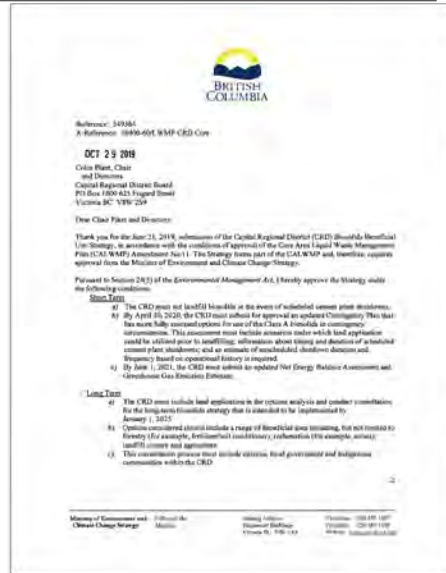 BRITISH
COLUMBIA
Reference: 349584
OCT 29 2019
Colin Plant, Chair
and Directors
Capital Regional District Board
PO Box 1000 625 Fisgard Street
Victoria BC V8W 2S9
Dear Chair Plant and Directors:
Thank you for the June 21, 2019, submission of the Capital Regional District (CRD) Biosolids Beneficial
Use Strategy, in accordance with the conditions of approval of the Core Area Liquid Waste Management
Plan (CALWMP) Amendment No 11. The Strategy forms part of the CALWMP and, therefore, requires
approval from the Minister of Environment and Climate Change Strategy.
Pursuant to Section 24(5) of the Environmental Management Act, I hereby approve the Strategy under
the following conditions:
Short Term
a) The CRD must not landfill biosolids in the event of scheduled cement plant shutdowns.
b) By April 30, 2020, the CRD must submit for approval an updated Contingency Plan that
has more fully assessed options for use of the Class A biosolids in contingency
circumstances. This assessment must include scenarios under which land application
could be utilized prior to landfilling; information about timing and duration of scheduled
cement plant shutdowns; and an estimate of unscheduled shutdown duration and
frequency based on operational history is required.
c) By June 1, 2021, the CRD must submit an updated Net Energy Balance Assessment and
Greenhouse Gas Emission Estimate.
Long Term
a) The CRD must include land application in the options analysis and conduct consultation
for the long-term biosolids strategy that is intended to be implemented by
January 1, 2025
b) Options considered should include a range of beneficial uses including, but not limited to
forestry (for example, fertilizer/soil conditioner), reclamation (for example, mines),
landfill closure and agriculture.
c) This consultation process must include citizens, local government and Indigenous
communities within the CRD
Ministry of Environment and
Climate Change Strategy
Office of the
Minister
Mailing Address:
Parliament Buildings